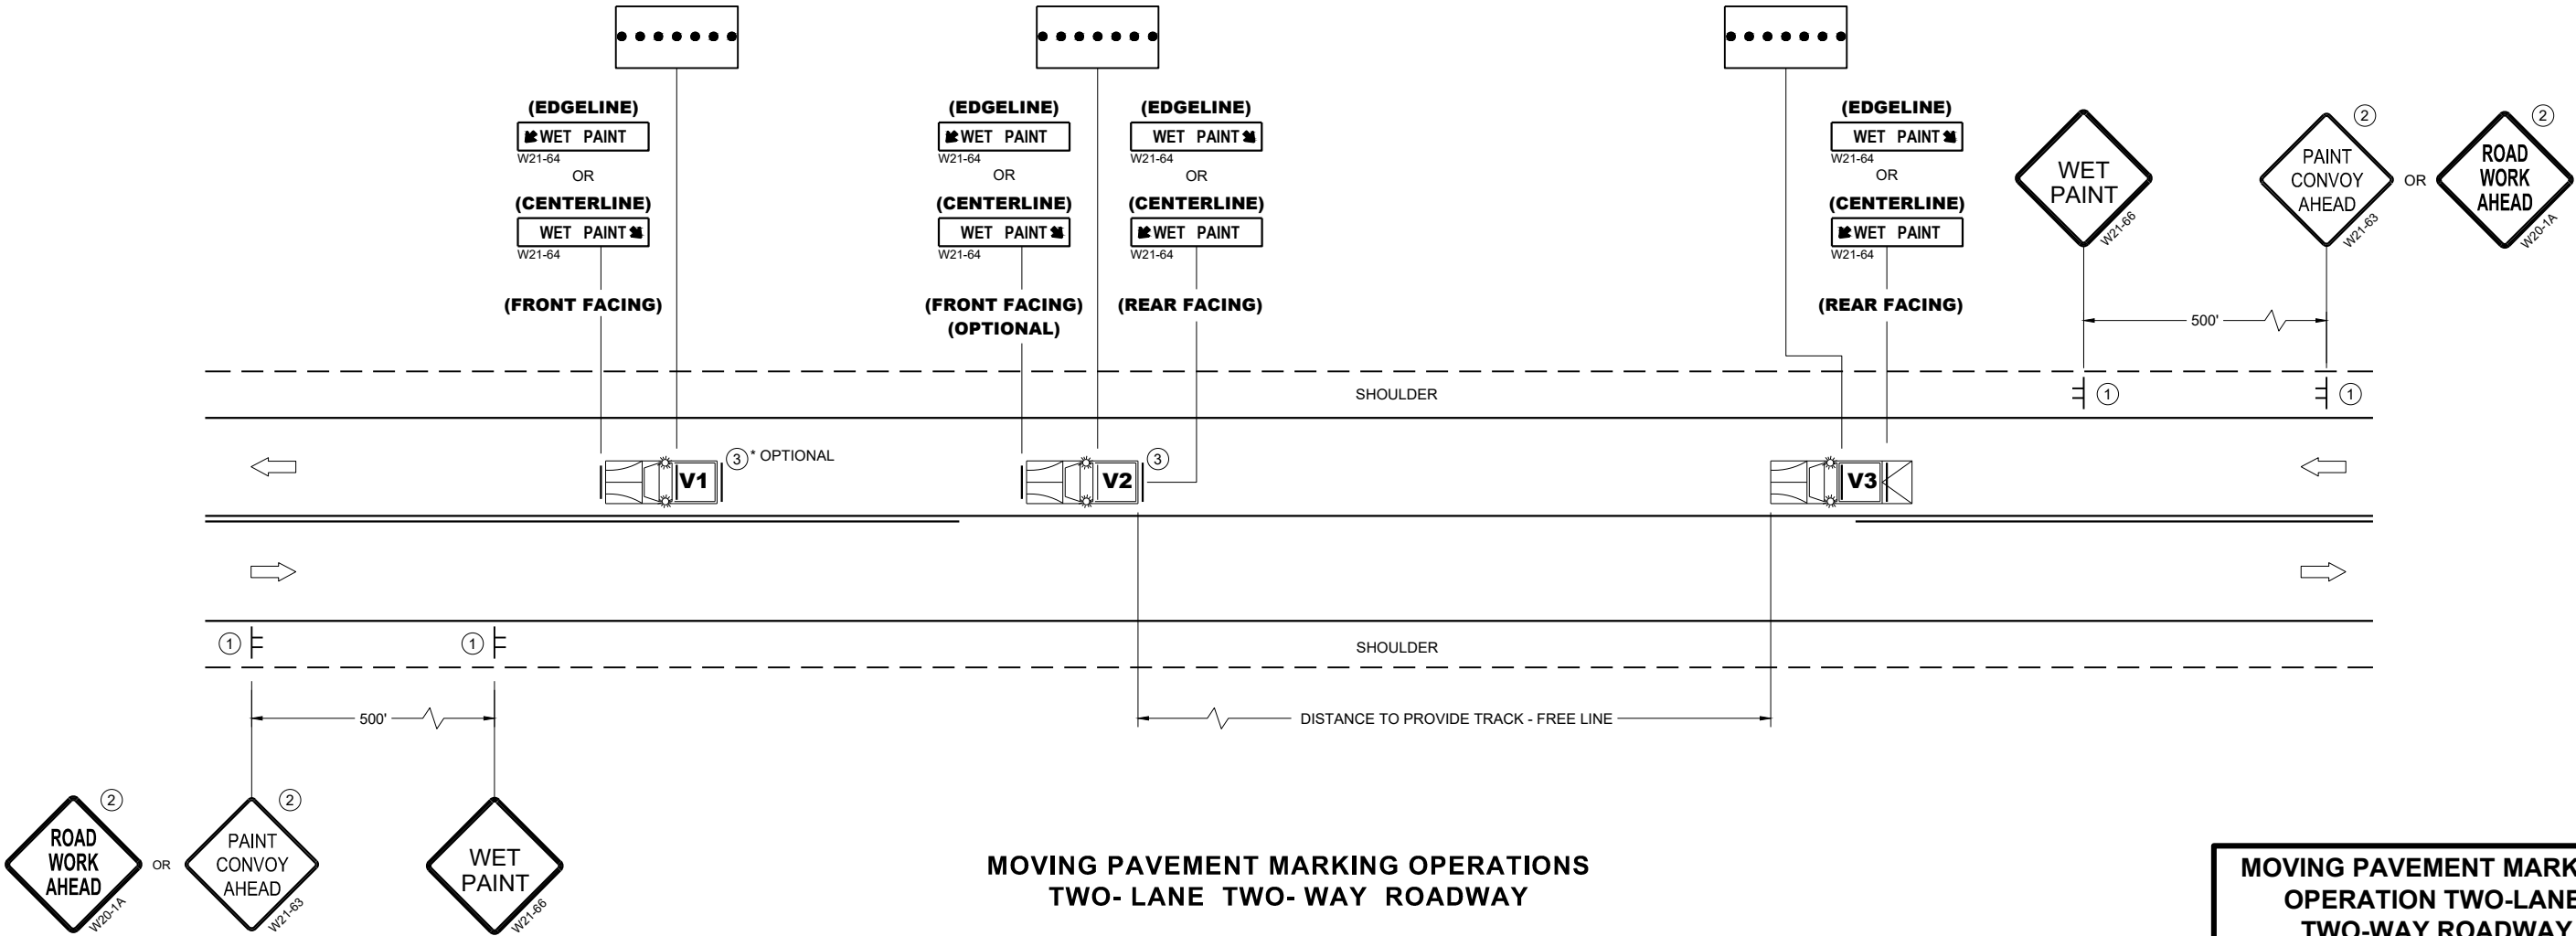 (EDGELINE)
WET PAINT
W21-64
OR
(CENTERLINE)
WET PAINT
W21-64
(FRONT FACING)
(EDGELINE)
WET PAINT
W21-64
OR
(CENTERLINE)
WET PAINT
W21-64
(FRONT FACING)
(OPTIONAL)
(EDGELINE)
WET PAINT
W21-64
OR
(CENTERLINE)
WET PAINT
W21-64
(REAR FACING)
(EDGELINE)
WET PAINT
W21-64
OR
(CENTERLINE)
WET PAINT
W21-64
(REAR FACING)
WET
PAINT
W21-66
2
PAINT
CONVOY
AHEAD
W21-63
OR
2
ROAD
WORK
AHEAD
W20-1A
500'
SHOULDER
1
1
V1
3 * OPTIONAL
V2
3
V3
1
1
SHOULDER
500'
DISTANCE TO PROVIDE TRACK - FREE LINE
2
ROAD
WORK
AHEAD
W20-1A
OR
2
PAINT
CONVOY
AHEAD
W21-63
WET
PAINT
W21-66
MOVING PAVEMENT MARKING OPERATIONS
TWO- LANE TWO- WAY ROADWAY
MOVING PAVEMENT MARK
OPERATION TWO-LANE
TWO-WAY ROADWAY